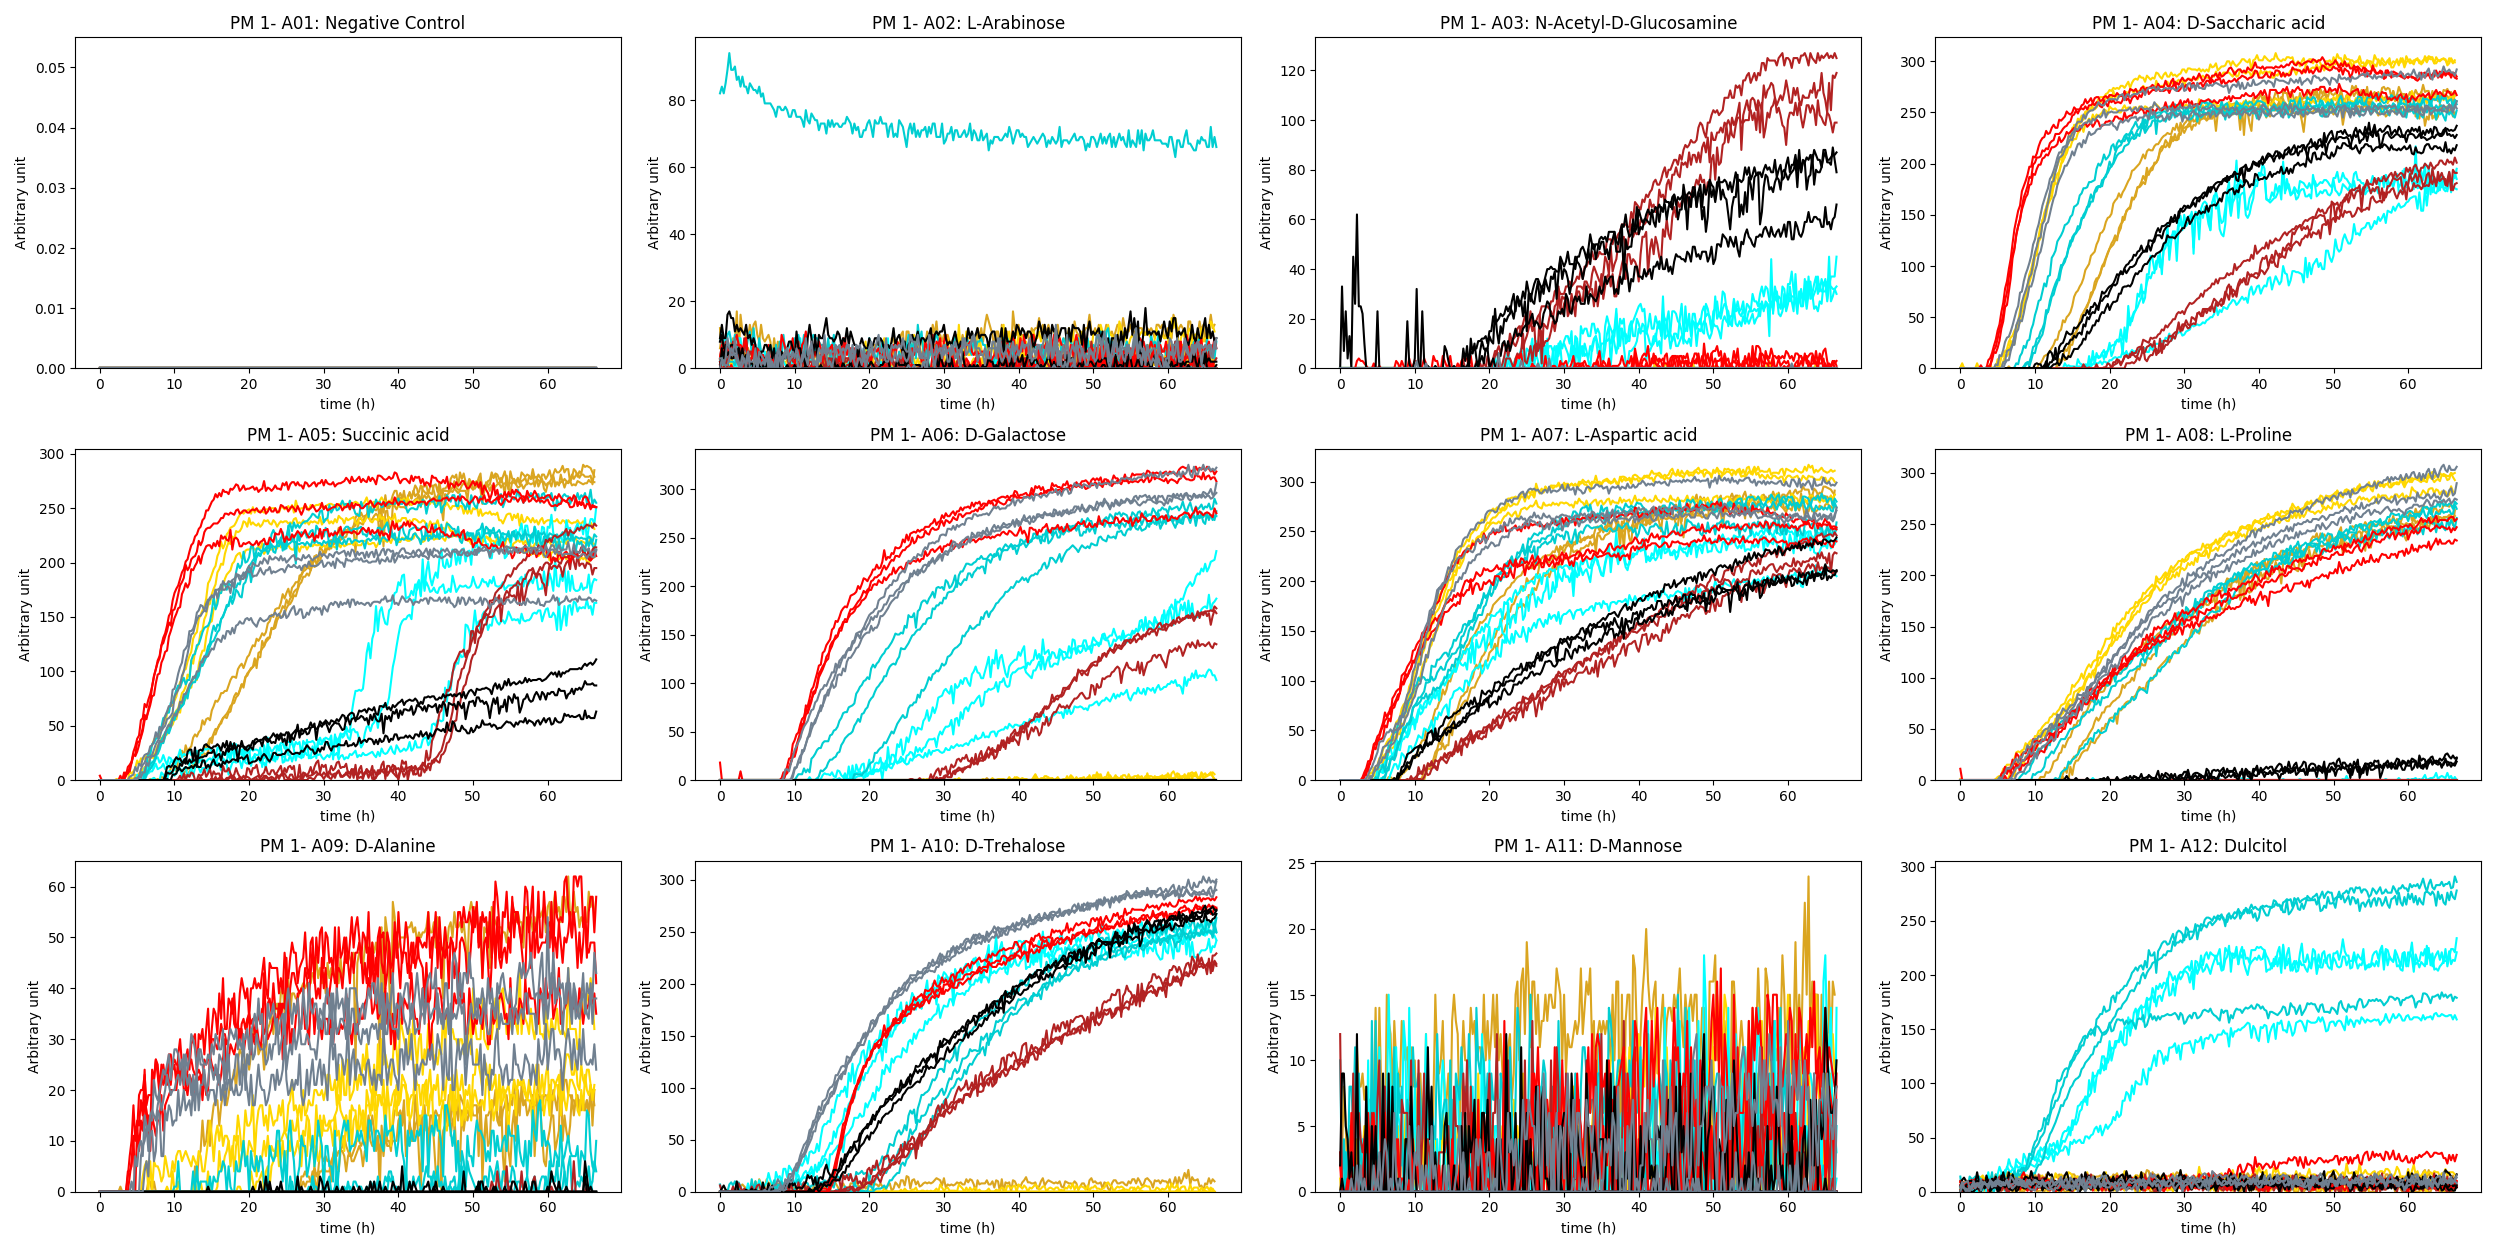 PM 1- A01: Negative Control
PM 1- A02: L-Arabinose
PM 1- A03: N-Acetyl-D-Glucosamine
PM 1- A04: D-Saccharic acid
Arbitrary unit
0.05
0.04
0.03
0.02
0.01
0.00
0 10 20 30 40 50 60
time (h)
Arbitrary unit
80
60
40
20
0
0 10 20 30 40 50 60
time (h)
Arbitrary unit
120
100
80
60
40
20
0
0 10 20 30 40 50 60
time (h)
Arbitrary unit
300
250
200
150
100
50
0
0 10 20 30 40 50 60
time (h)
PM 1- A05: Succinic acid
PM 1- A06: D-Galactose
PM 1- A07: L-Aspartic acid
PM 1- A08: L-Proline
Arbitrary unit
300
250
200
150
100
50
0
0 10 20 30 40 50 60
time (h)
Arbitrary unit
300
250
200
150
100
50
0
0 10 20 30 40 50 60
time (h)
Arbitrary unit
300
250
200
150
100
50
0
0 10 20 30 40 50 60
time (h)
Arbitrary unit
300
250
200
150
100
50
0
0 10 20 30 40 50 60
time (h)
PM 1- A09: D-Alanine
PM 1- A10: D-Trehalose
PM 1- A11: D-Mannose
PM 1- A12: Dulcitol
Arbitrary unit
60
50
40
30
20
10
0
0 10 20 30 40 50 60
time (h)
Arbitrary unit
300
250
200
150
100
50
0
0 10 20 30 40 50 60
time (h)
Arbitrary unit
25
20
15
10
5
0
0 10 20 30 40 50 60
time (h)
Arbitrary unit
300
250
200
150
100
50
0
0 10 20 30 40 50 60
time (h)